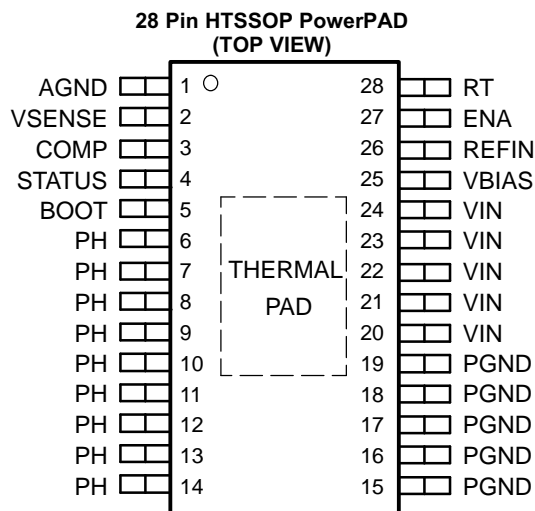 28 Pin HTSSOP PowerPAD
(TOP VIEW)
AGND 1 28 RT
VSENSE 2 27 ENA
COMP 3 26 REFIN
STATUS 4 25 VBIAS
BOOT 5 24 VIN
PH 6 23 VIN
PH 7 22 VIN
PH 8 21 VIN
PH 9 20 VIN
PH 10 19 PGND
PH 11 18 PGND
PH 12 17 PGND
PH 13 16 PGND
PH 14 15 PGND
THERMAL
PAD